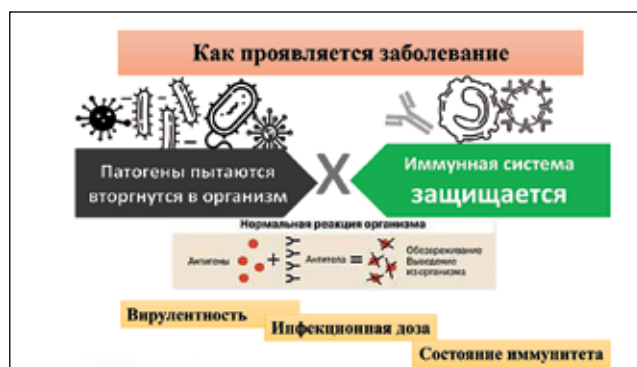 Как проявляется заболевание
Патогены пытаются
вторгнутся в организм
X
Иммунная система
защищается
Нормальная реакция организма
Антигены
+
Антитела
=
Обезвреживание
Выведение
из организма
Вирулентность
Инфекционная доза
Состояние иммунитета